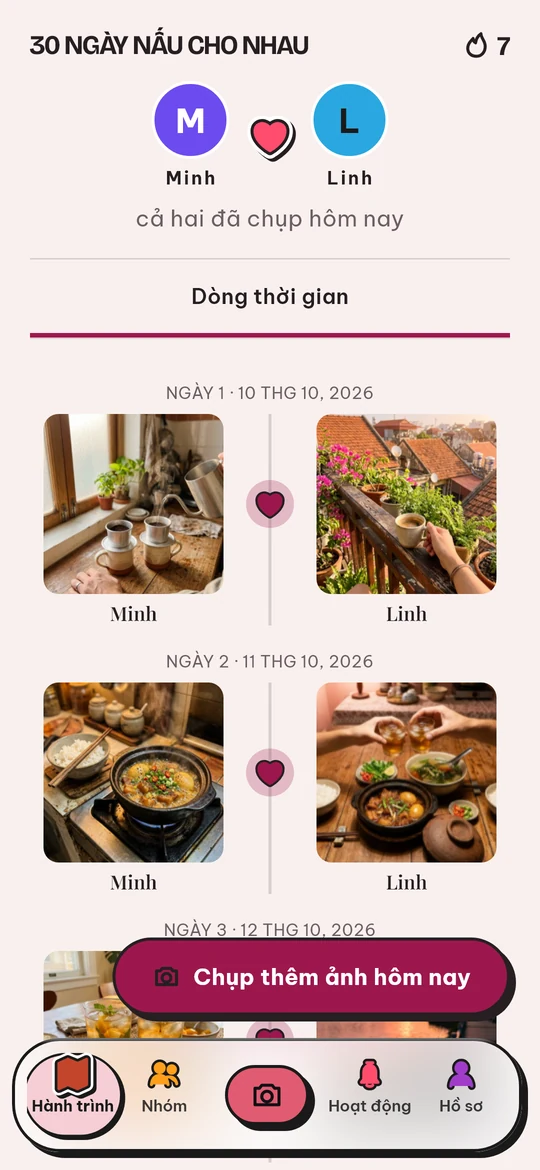 30 NGÀY NẤU CHO NHAU
7
M
L
Minh
Linh
cả hai đã chụp hôm nay
Dòng thời gian
NGÀY 1 · 10 THG 10, 2026
Minh
Linh
NGÀY 2 · 11 THG 10, 2026
Minh
Linh
NGÀY 3 · 12 THG 10, 2026
Chụp thêm ảnh hôm nay
Hành trình
Nhóm
Hoạt động
Hồ sơ